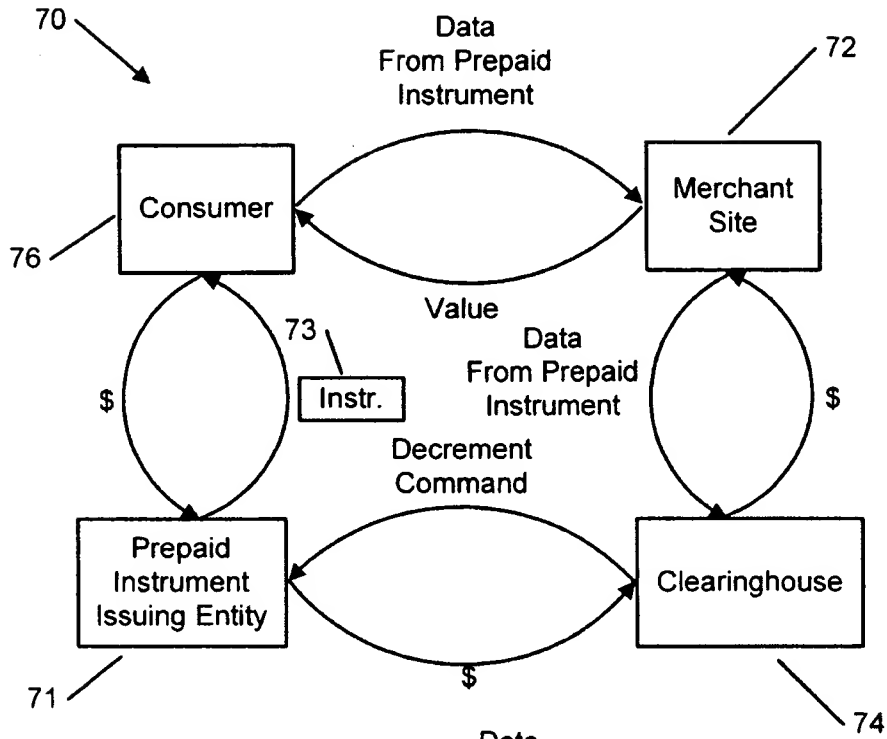 70
Data
From Prepaid
Instrument
72
Consumer
Merchant
Site
76
Value
73
Data
From Prepaid
Instrument
$
Instr.
$
Decrement
Command
Prepaid
Instrument
Issuing Entity
Clearinghouse
$
71
74